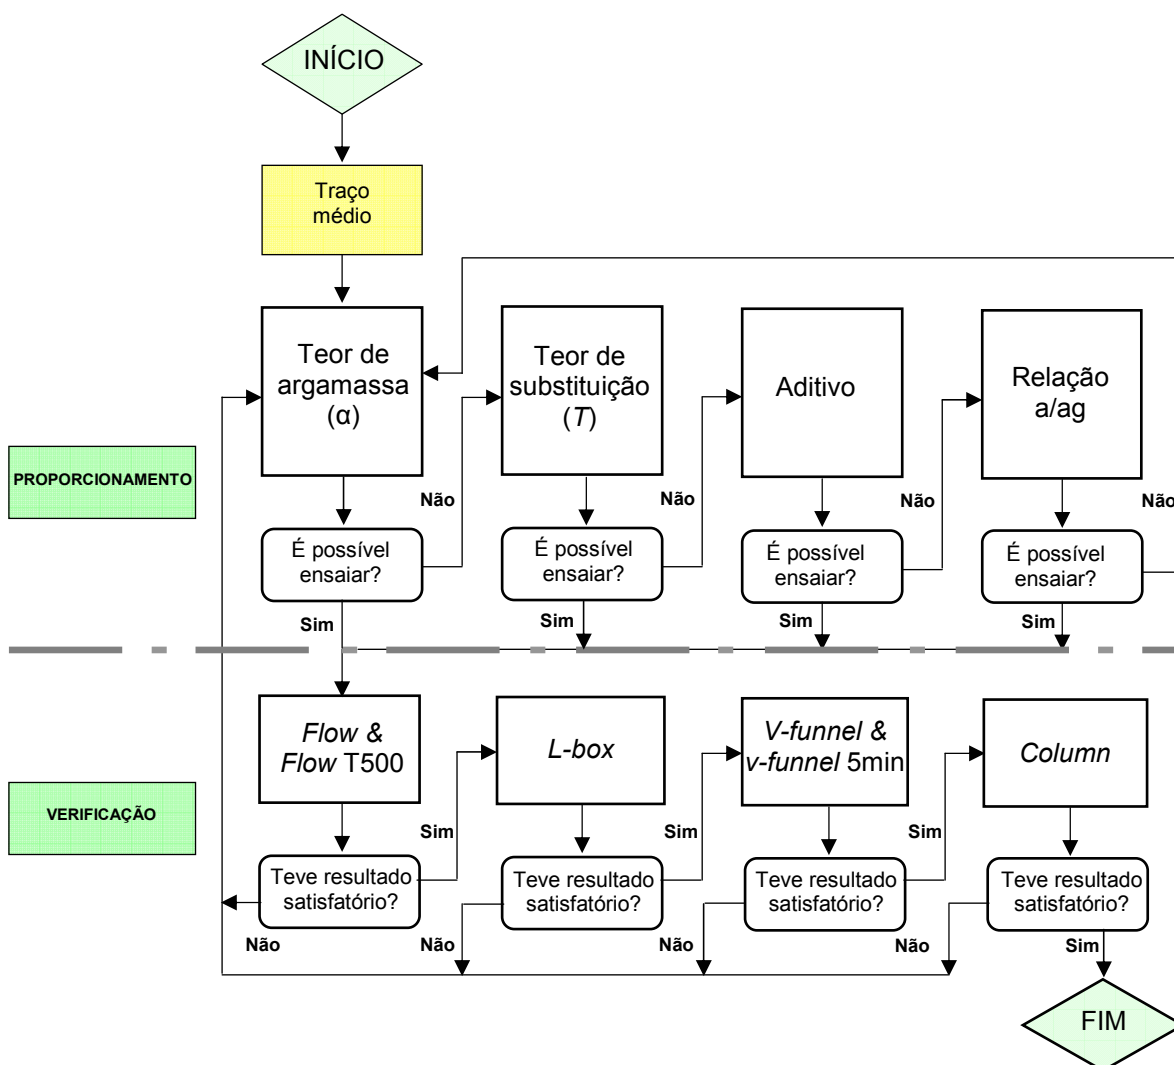 INÍCIO
Traço
médio
Teor de
argamassa
(α)
Teor de
substituição
(T)
Aditivo
Relação
a/ag
PROPORCIONAMENTO
Não
Não
Não
Não
É possível
ensaiar?
É possível
ensaiar?
É possível
ensaiar?
É possível
ensaiar?
Sim
Sim
Sim
Sim
Flow &
Flow T500
L-box
V-funnel &
v-funnel 5min
Column
VERIFICAÇÃO
Sim
Sim
Sim
Teve resultado
satisfatório?
Teve resultado
satisfatório?
Teve resultado
satisfatório?
Teve resultado
satisfatório?
Não
Não
Não
Não
Sim
FIM